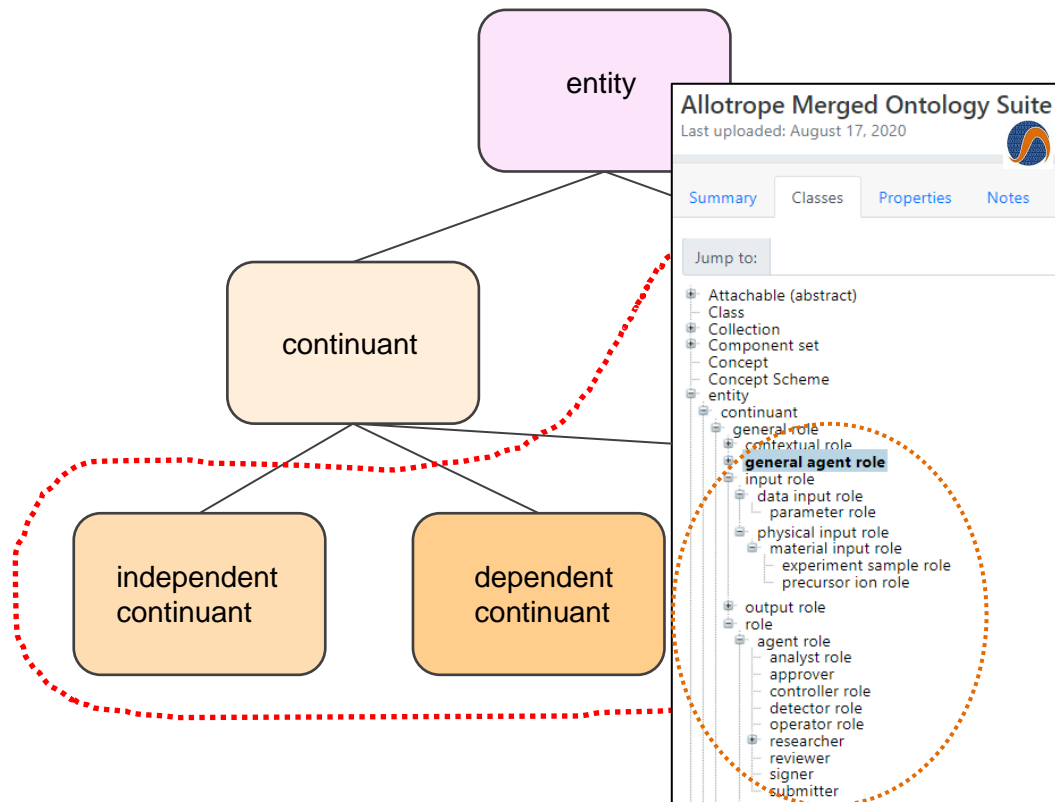 entity
continuant
independent
continuant
dependent
continuant
Allotrope Merged Ontology Suite
Last uploaded: August 17, 2020
Summary
Classes
Properties
Notes
Jump to:
Attachable (abstract)
Class
Collection
Component set
Concept
Concept Scheme
entity
continuant
general role
contextual role
general agent role
input role
data input role
parameter role
physical input role
material input role
experiment sample role
precursor ion role
output role
role
agent role
analyst role
approver
controller role
detector role
operator role
researcher
reviewer
signer
submitter